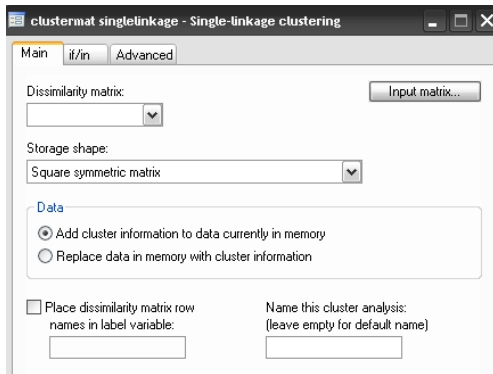 clustermat singlelinkage - Single-linkage clustering
Main if/in Advanced
Dissimilarity matrix:
Input matrix...
Storage shape:
Square symmetric matrix
Data
Add cluster information to data currently in memory
Replace data in memory with cluster information
Place dissimilarity matrix row
names in label variable:
Name this cluster analysis:
(leave empty for default name)